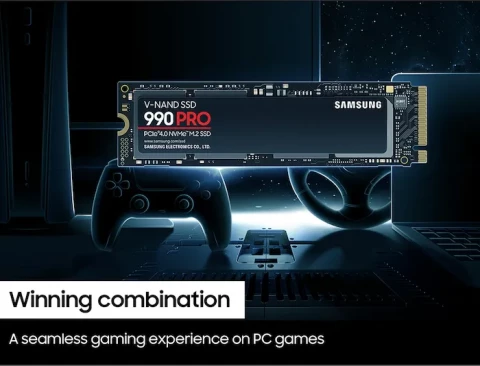 V-NAND SSD
SAMSUNG
990 PRO
PCIe®4.0 NVMe™ M.2 SSD
www.samsung.com/ssd
SAMSUNG ELECTRONICS CO., LTD.
Winning combination
A seamless gaming experience on PC games